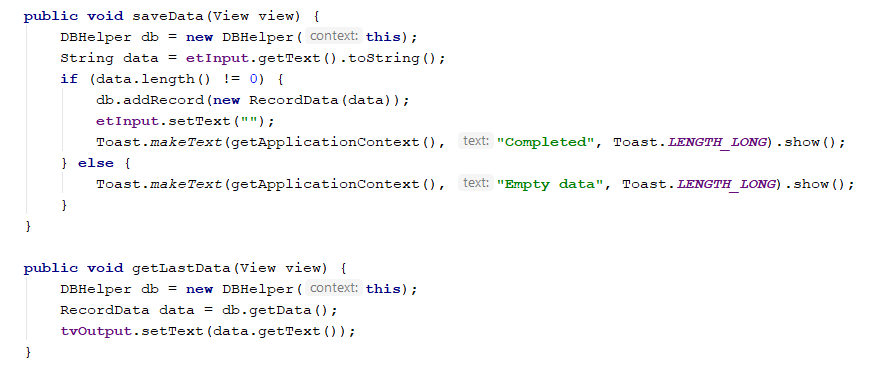 public void saveData(View view) {
    DBHelper db = new DBHelper( context: this);
    String data = etInput.getText().toString();
    if (data.length() != 0) {
        db.addRecord(new RecordData(data));
        etInput.setText("");
        Toast.makeText(getApplicationContext(), text: "Completed", Toast.LENGTH_LONG).show();
    } else {
        Toast.makeText(getApplicationContext(), text: "Empty data", Toast.LENGTH_LONG).show();
    }
}

public void getLastData(View view) {
    DBHelper db = new DBHelper( context: this);
    RecordData data = db.getData();
    tvOutput.setText(data.getText());
}